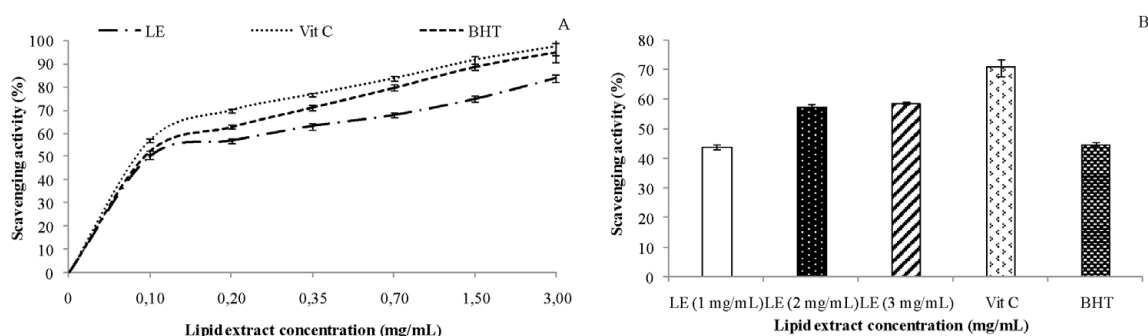 A
LE Vit C BHT
Scavenging activity (%)
100
90
80
70
60
50
40
30
20
10
0
0 0,10 0,20 0,35 0,70 1,50 3,00
Lipid extract concentration (mg/mL)
B
Scavenging activity (%)
80
70
60
50
40
30
20
10
0
LE (1 mg/mL) LE (2 mg/mL) LE (3 mg/mL) Vit C BHT
Lipid extract concentration (mg/mL)